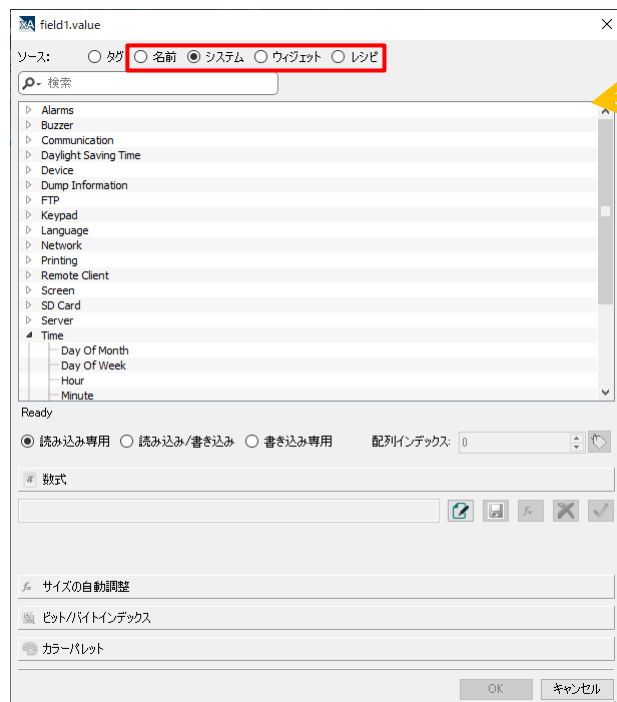 field1.value
ソース: タグ 名前 システム ウィジェット レシピ
検索
Alarms
Buzzer
Communication
Daylight Saving Time
Device
Dump Information
FTP
Keypad
Language
Network
Printing
Remote Client
Screen
SD Card
Server
Time
Day Of Month
Day Of Week
Hour
Minute
Ready
読み込み専用 読み込み/書き込み 書き込み専用 配列インデックス: 0
数式
サイズの自動調整
ビット/バイトインデックス
カラーパレット
OK キャンセル